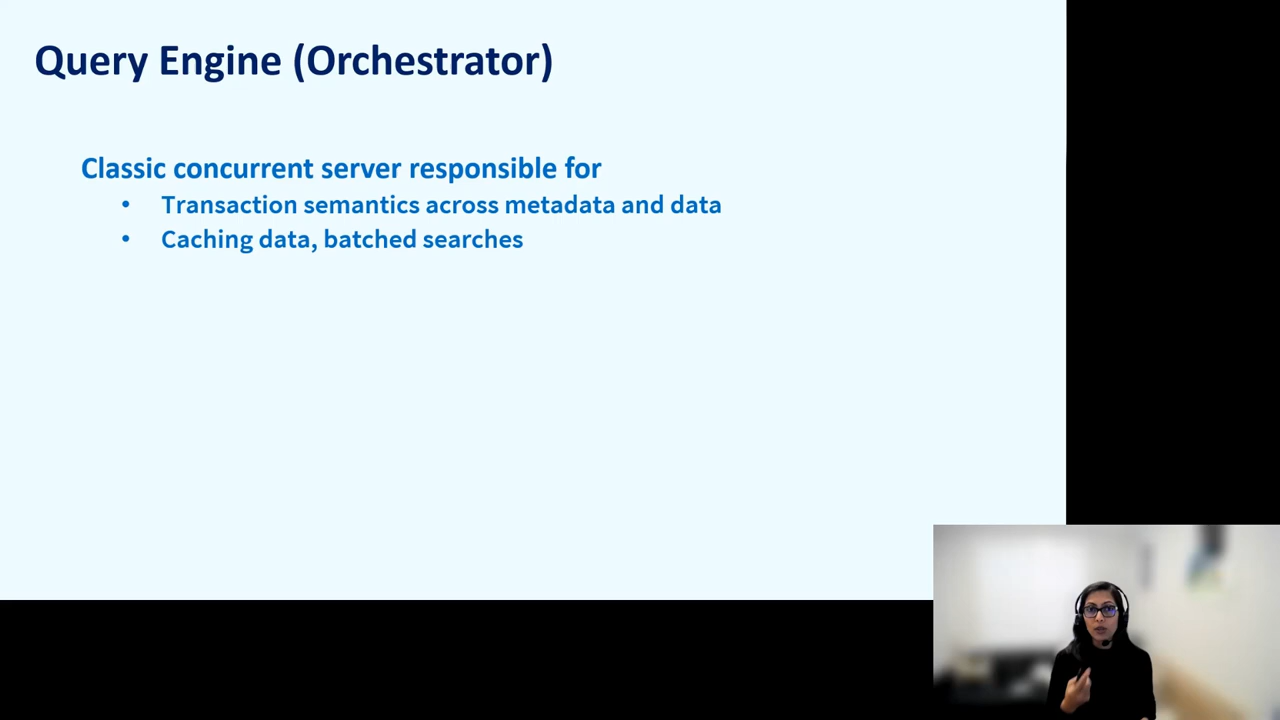 Query Engine (Orchestrator)
Classic concurrent server responsible for
• Transaction semantics across metadata and data
• Caching data, batched searches